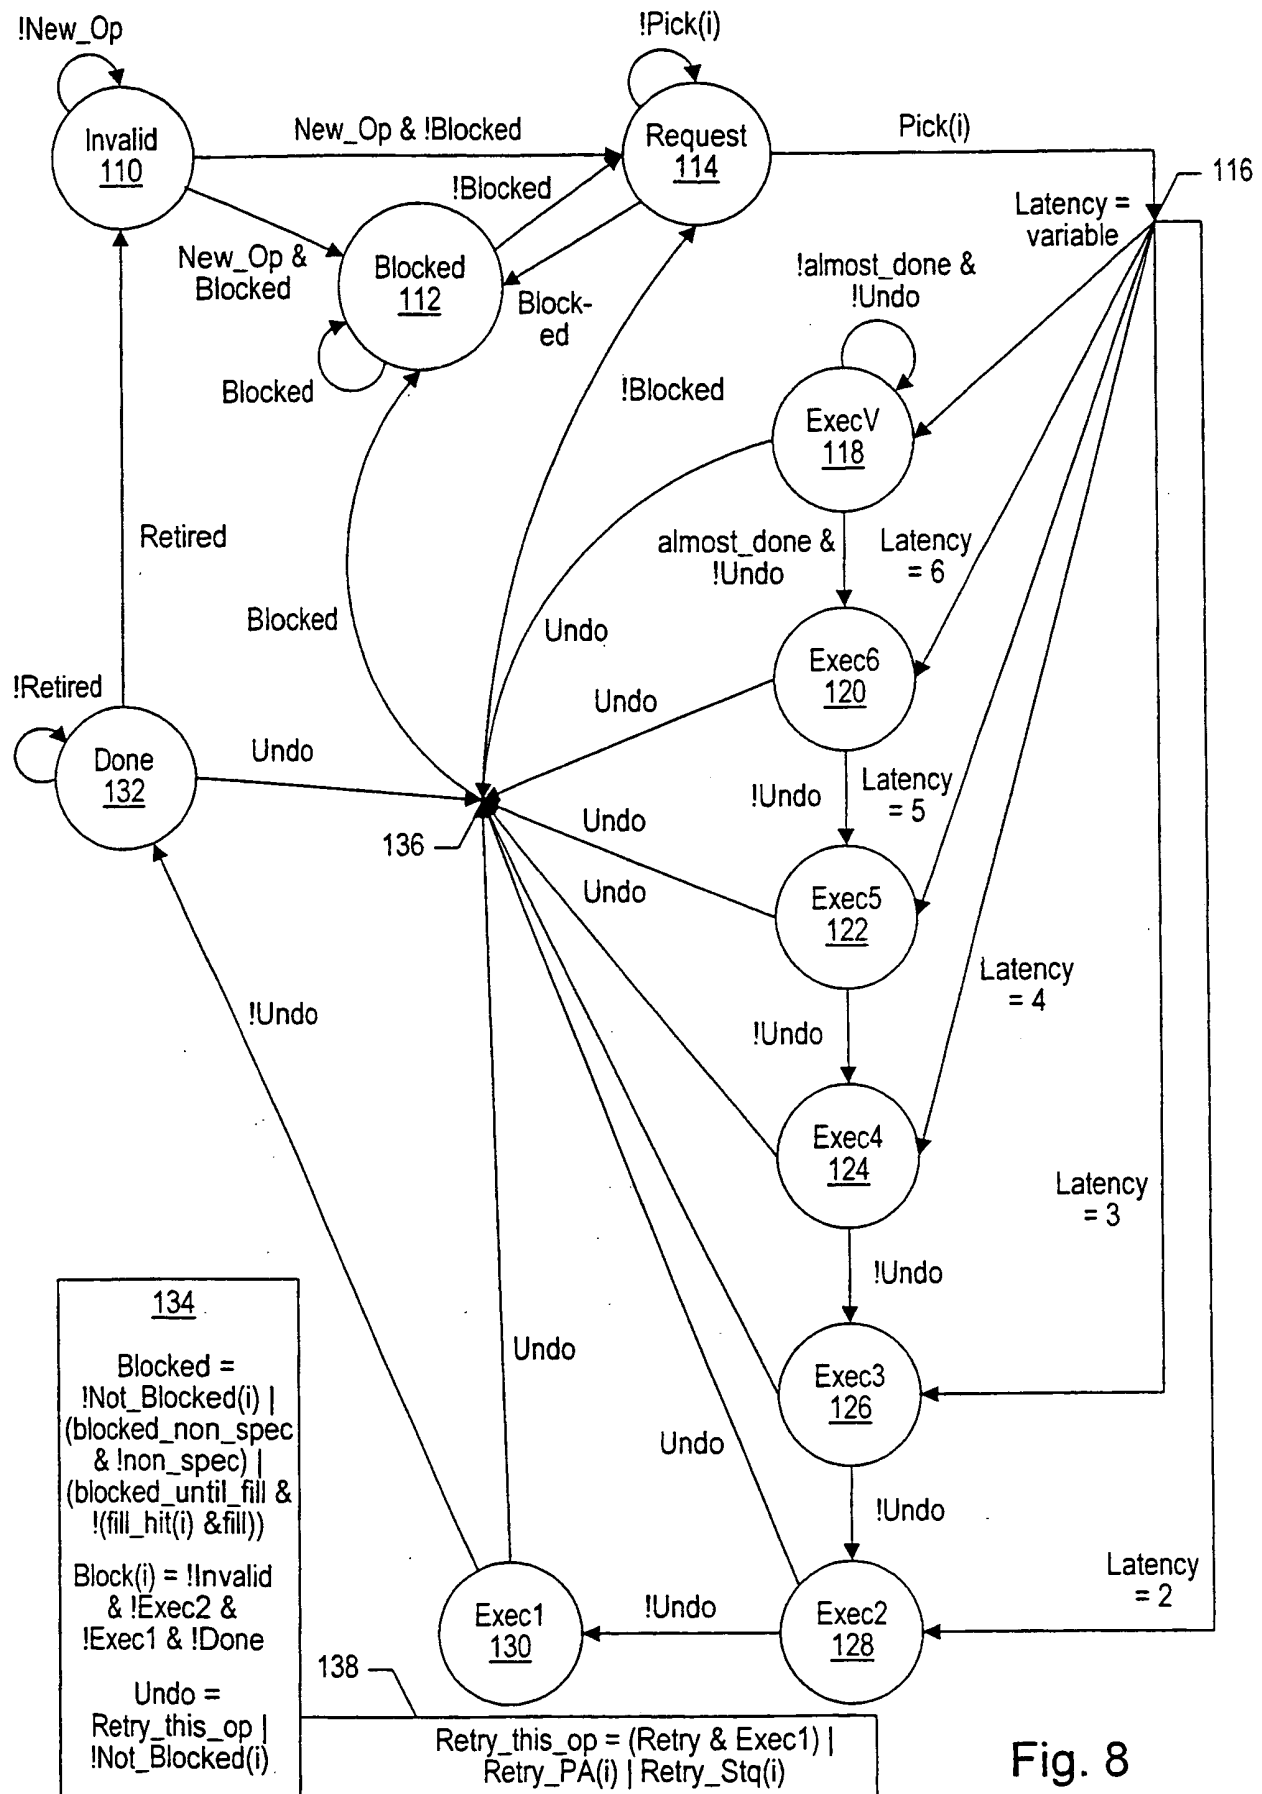 !New_Op
!Pick(i)
Invalid
110
New_Op & !Blocked
Request
114
Pick(i)
116
!Blocked
Latency =
variable
New_Op &
Blocked
Blocked
112
Block-
ed
!almost_done &
!Undo
Blocked
!Blocked
ExecV
118
Retired
almost_done &
!Undo
Latency
= 6
Blocked
Undo
Exec6
120
!Retired
Undo
Done
132
Undo
!Undo
Latency
= 5
136
Undo
Undo
Exec5
122
!Undo
!Undo
Latency
= 4
Exec4
124
Latency
= 3
!Undo
134
Blocked =
!Not_Blocked(i) |
(blocked_non_spec
& !non_spec) |
(blocked_until_fill &
!(fill_hit(i) &fill))
Block(i) = !Invalid
& !Exec2 &
!Exec1 & !Done
Undo =
Retry_this_op |
!Not_Blocked(i)
Undo
Exec3
126
Undo
!Undo
Latency
= 2
Exec1
130
!Undo
Exec2
128
138
Retry_this_op = (Retry & Exec1) |
Retry_PA(i) | Retry_Stq(i)
Fig. 8